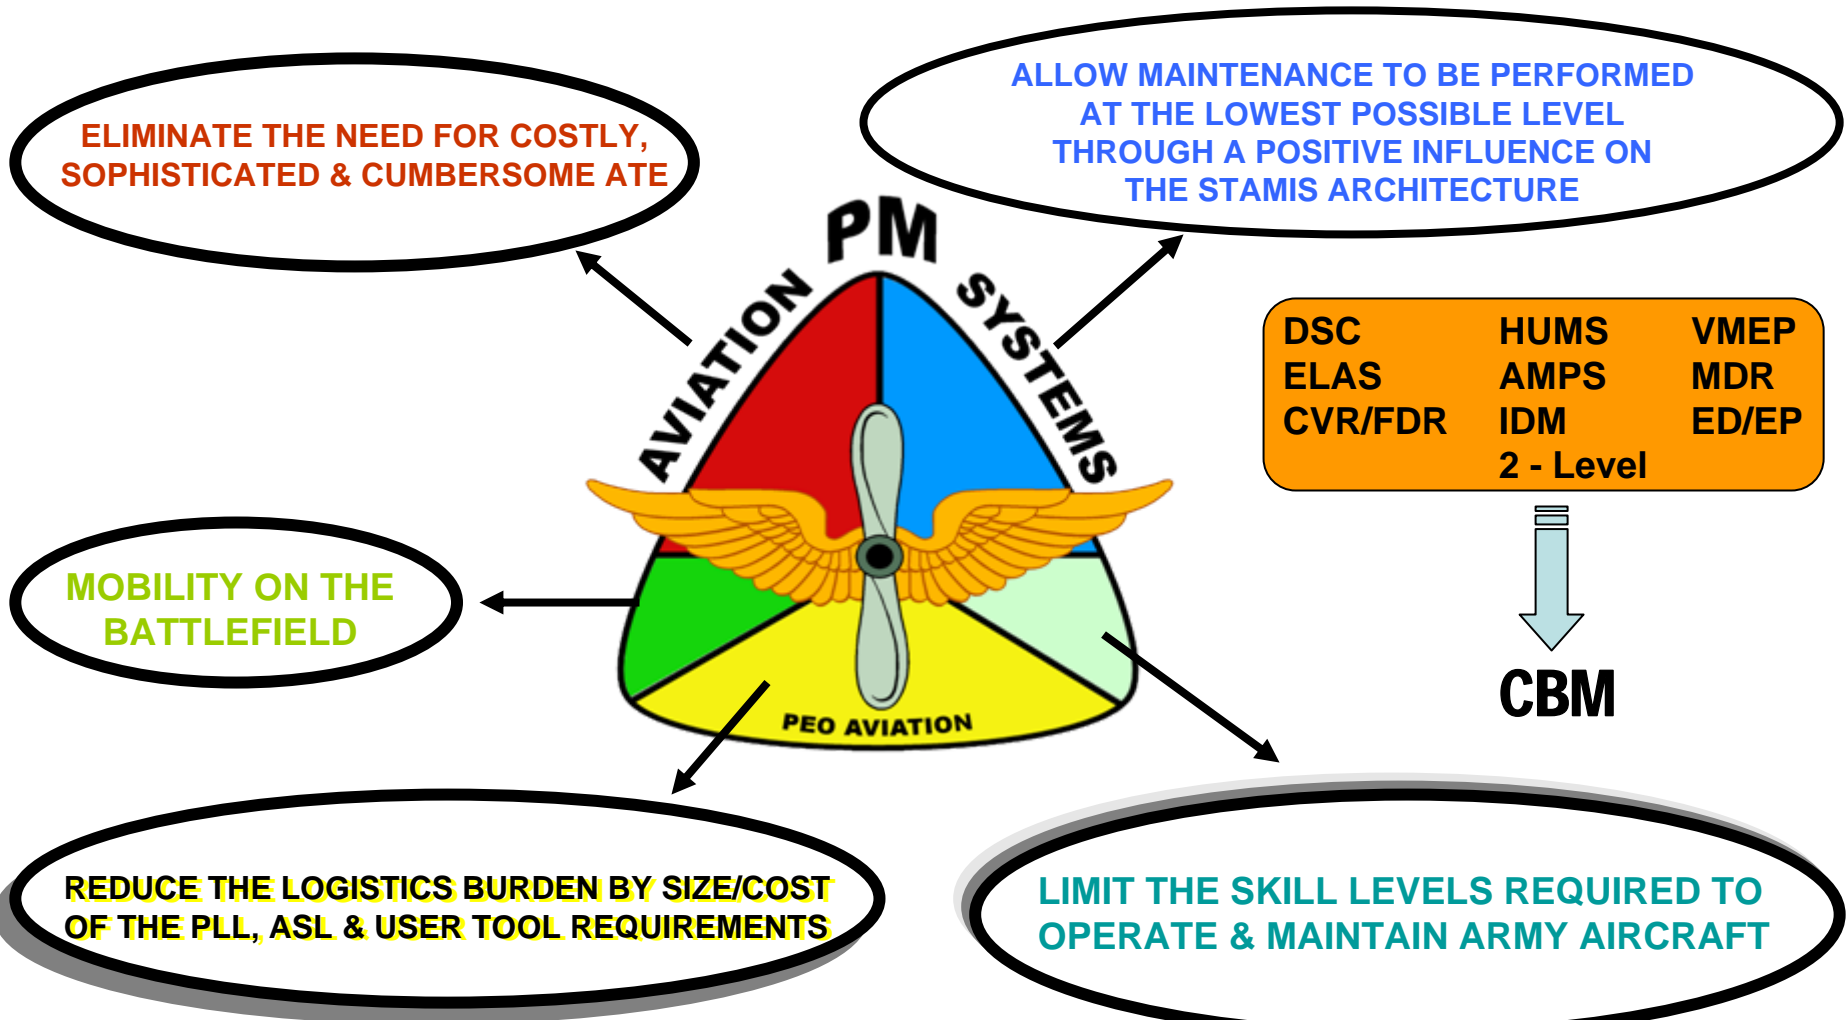 ELIMINATE THE NEED FOR COSTLY,
SOPHISTICATED & CUMBERSOME ATE
ALLOW MAINTENANCE TO BE PERFORMED
AT THE LOWEST POSSIBLE LEVEL
THROUGH A POSITIVE INFLUENCE ON
THE STAMIS ARCHITECTURE
AVIATION PM SYSTEMS
DSC HUMS VMEP
ELAS AMPS MDR
CVR/FDR IDM ED/EP
2 - Level
MOBILITY ON THE
BATTLEFIELD
CBM
PEO AVIATION
REDUCE THE LOGISTICS BURDEN BY SIZE/COST
OF THE PLL, ASL & USER TOOL REQUIREMENTS
LIMIT THE SKILL LEVELS REQUIRED TO
OPERATE & MAINTAIN ARMY AIRCRAFT